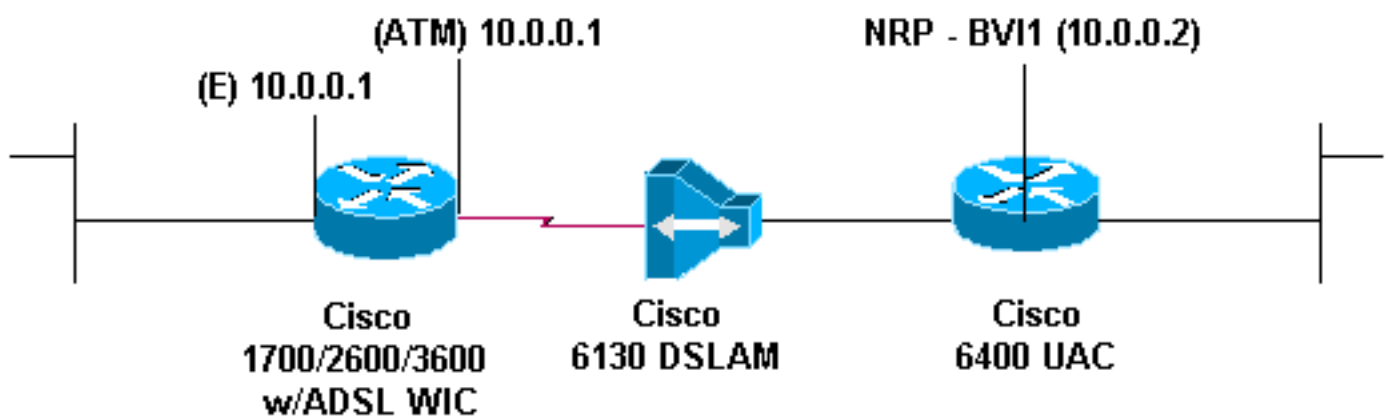 (ATM) 10.0.0.1
NRP - BVI1 (10.0.0.2)
(E) 10.0.0.1
Cisco
1700/2600/3600
w/ADSL WIC
Cisco
6130 DSLAM
Cisco
6400 UAC